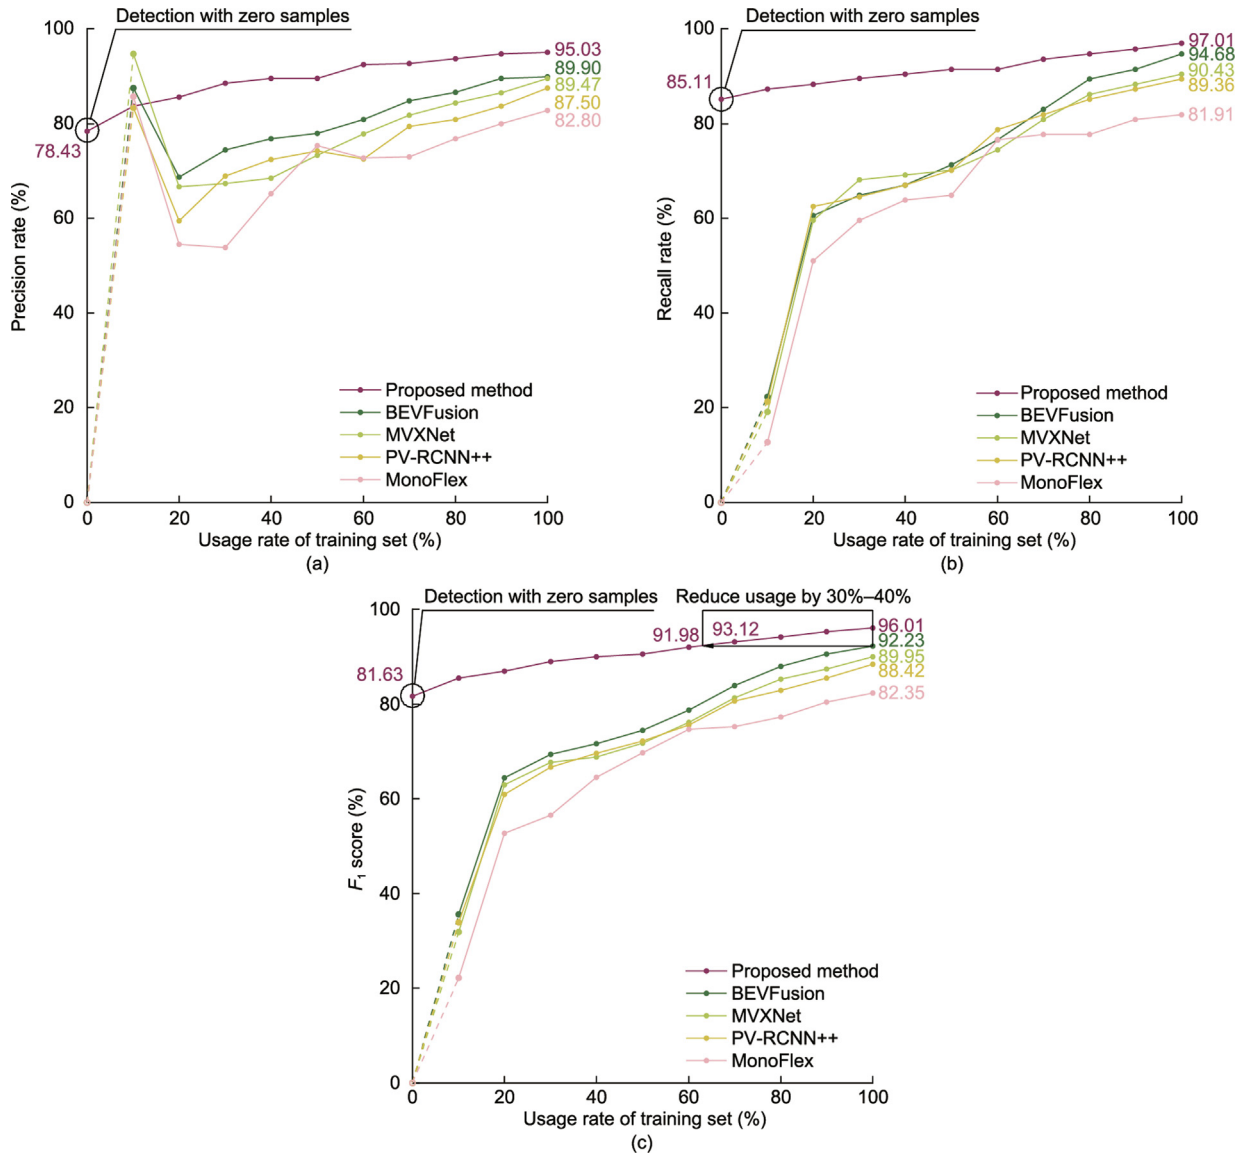 Detection with zero samples
100
80
60
40
20
0
Precision rate (%)
78.43
95.03
89.90
89.47
87.50
82.80
Proposed method
BEVFusion
MVXNet
PV-RCNN++
MonoFlex
0 20 40 60 80 100
Usage rate of training set (%)
(a)
Detection with zero samples
100
80
60
40
20
0
Recall rate (%)
85.11
97.01
94.68
90.43
89.36
81.91
Proposed method
BEVFusion
MVXNet
PV-RCNN++
MonoFlex
0 20 40 60 80 100
Usage rate of training set (%)
(b)
Detection with zero samples
Reduce usage by 30%–40%
100
80
60
40
20
0
F1 score (%)
81.63
91.98
93.12
96.01
92.23
89.95
88.42
82.35
Proposed method
BEVFusion
MVXNet
PV-RCNN++
MonoFlex
0 20 40 60 80 100
Usage rate of training set (%)
(c)